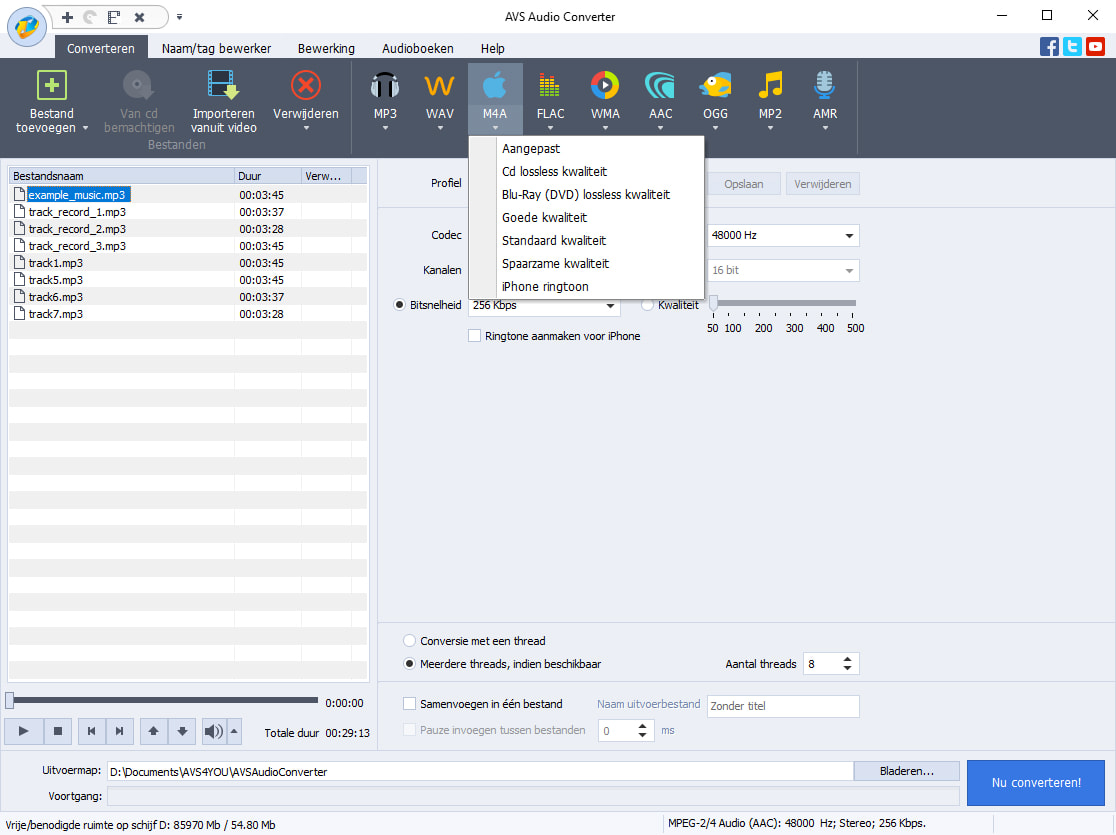 AVS Audio Converter
Converteren Naam/tag bewerker Bewerking Audioboeken Help
Bestand toevoegen
Van cd bemachtigen
Importeren vanuit video
Verwijderen
Bestanden
MP3 WAV M4A FLAC WMA AAC OGG MP2 AMR
Aangepast
Cd lossless kwaliteit
Blu-Ray (DVD) lossless kwaliteit
Goede kwaliteit
Standaard kwaliteit
Spaarzame kwaliteit
iPhone ringtoon
Bestandsnaam Duur Verw...
example_music.mp3 00:03:45
track_record_1.mp3 00:03:37
track_record_2.mp3 00:03:28
track_record_3.mp3 00:03:45
track1.mp3 00:03:45
track5.mp3 00:03:45
track6.mp3 00:03:37
track7.mp3 00:03:28
0:00:00
Totale duur 00:29:13
Profiel Opslaan Verwijderen
Codec 48000 Hz
Kanalen 16 bit
Bitsnelheid 256 Kbps Kwaliteit
50 100 200 300 400 500
Ringtone aanmaken voor iPhone
Conversie met een thread
Meerdere threads, indien beschikbaar Aantal threads 8
Samenvoegen in één bestand Naam uitvoerbestand Zonder titel
Pauze invoegen tussen bestanden 0 ms
Uitvoermap: D:\Documents\AVS4YOU\AVSAudioConverter Bladeren...
Voortgang:
Nu converteren!
Vrije/benodigde ruimte op schijf D: 85970 Mb / 54.80 Mb
MPEG-2/4 Audio (AAC): 48000 Hz; Stereo; 256 Kbps.